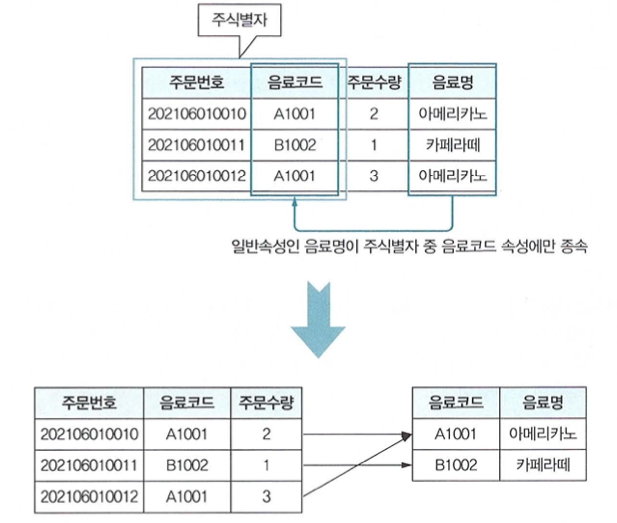 주식별자
주문번호 음료코드 주문수량 음료명
202106010010 A1001 2 아메리카노
202106010011 B1002 1 카페라떼
202106010012 A1001 3 아메리카노
일반속성인 음료명이 주식별자 중 음료코드 속성에만 종속
주문번호 음료코드 주문수량 음료코드 음료명
202106010010 A1001 2 A1001 아메리카노
202106010011 B1002 1 B1002 카페라떼
202106010012 A1001 3